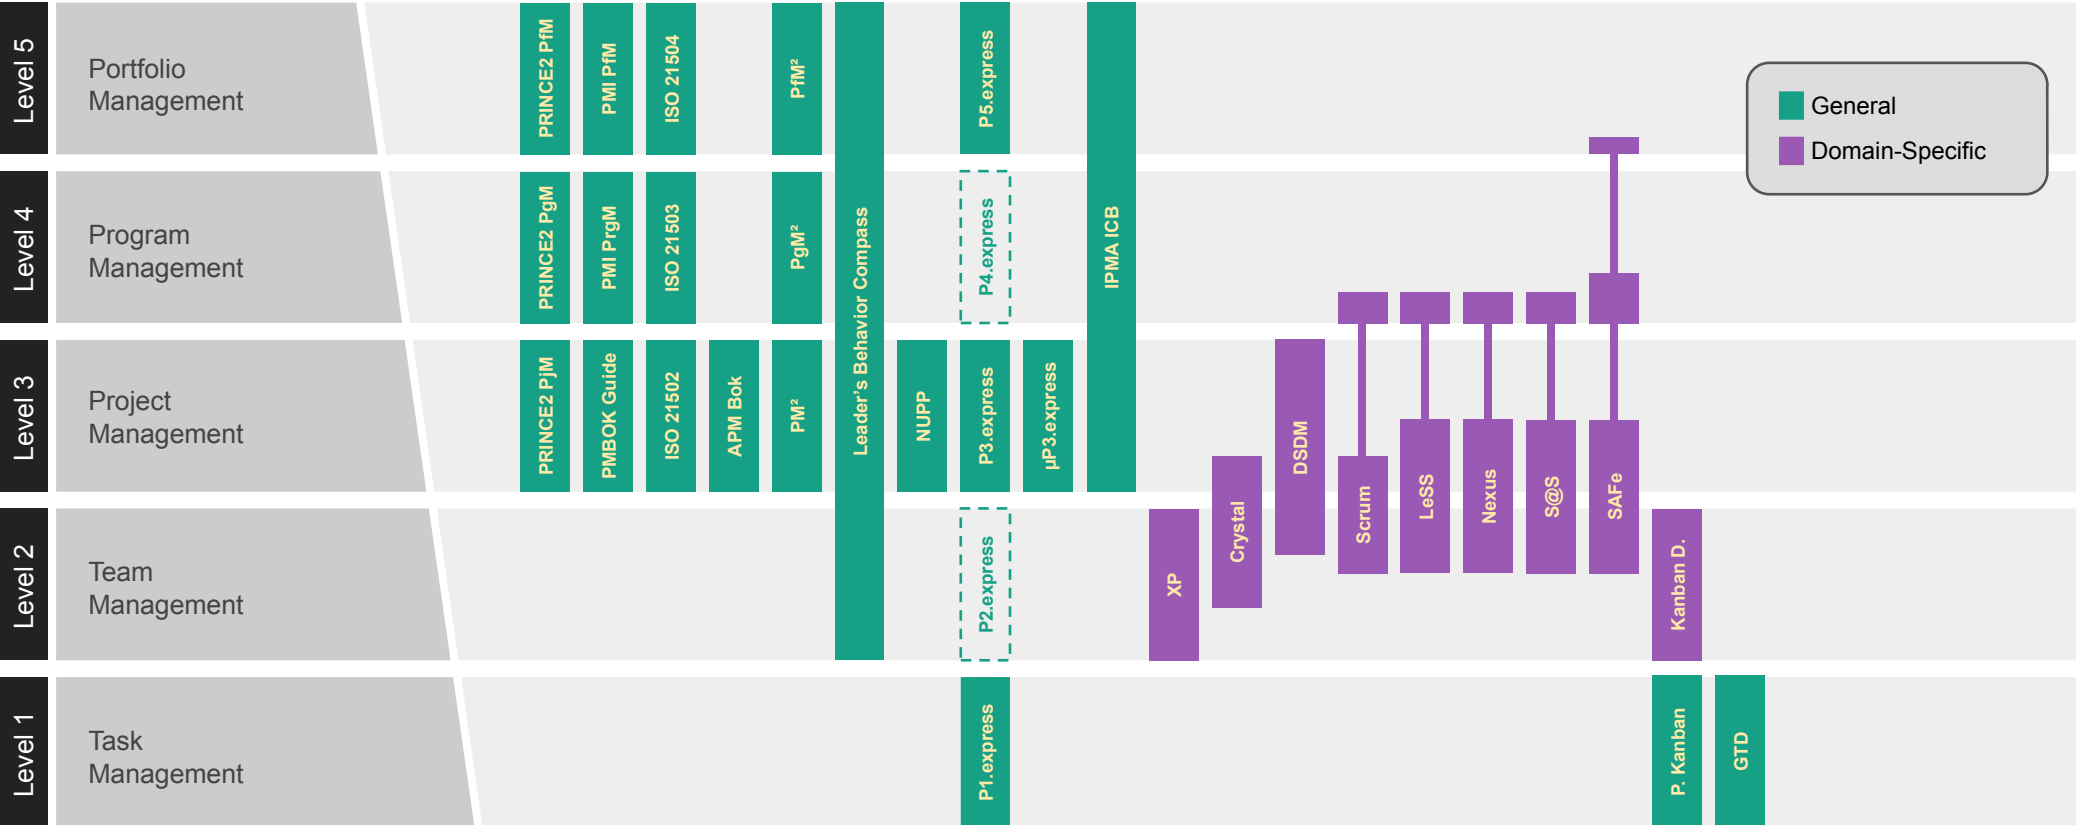 Level 5
Portfolio
Management
PRINCE2 PfM
PMI PfM
ISO 21504
PfM²
P5.express
General
Domain-Specific
Level 4
Program
Management
PRINCE2 PgM
PMI PrgM
ISO 21503
PgM²
Leader's Behavior Compass
P4.express
IPMA ICB
Level 3
Project
Management
PRINCE2 PjM
PMBOK Guide
ISO 21502
APM Bok
PM²
NUPP
P3.express
µP3.express
DSDM
Crystal
Scrum
LeSS
Nexus
S@S
SAFe
Level 2
Team
Management
P2.express
XP
Kanban D.
Level 1
Task
Management
P1.express
P. Kanban
GTD